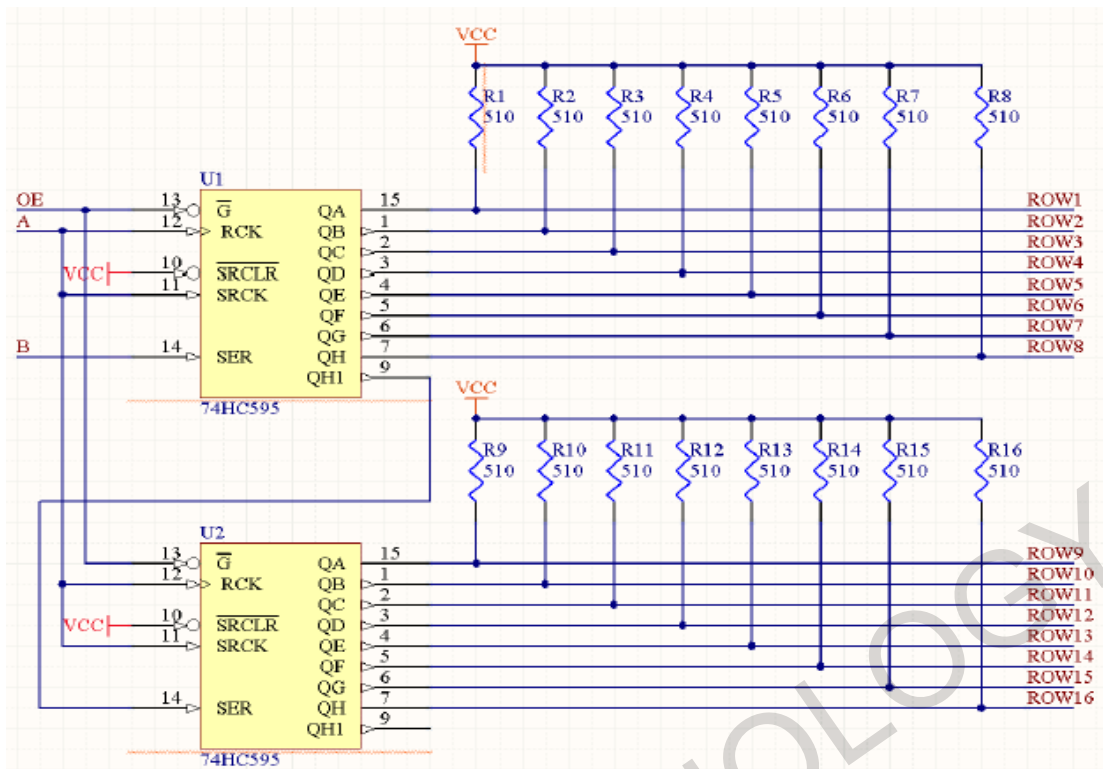 VCC
R1 R2 R3 R4 R5 R6 R7 R8
510 510 510 510 510 510 510 510
U1
OE 13 G QA 15 ROW1
A 12 RCK QB 1 ROW2
QC 2 ROW3
VCC 10 SRCLR QD 3 ROW4
11 SRCK QE 4 ROW5
QF 5 ROW6
QG 6 ROW7
B 14 SER QH 7 ROW8
QH1 9
74HC595
VCC
R9 R10 R11 R12 R13 R14 R15 R16
510 510 510 510 510 510 510 510
U2
13 G QA 15 ROW9
12 RCK QB 1 ROW10
QC 2 ROW11
VCC 10 SRCLR QD 3 ROW12
11 SRCK QE 4 ROW13
QF 5 ROW14
QG 6 ROW15
14 SER QH 7 ROW16
QH1 9
74HC595